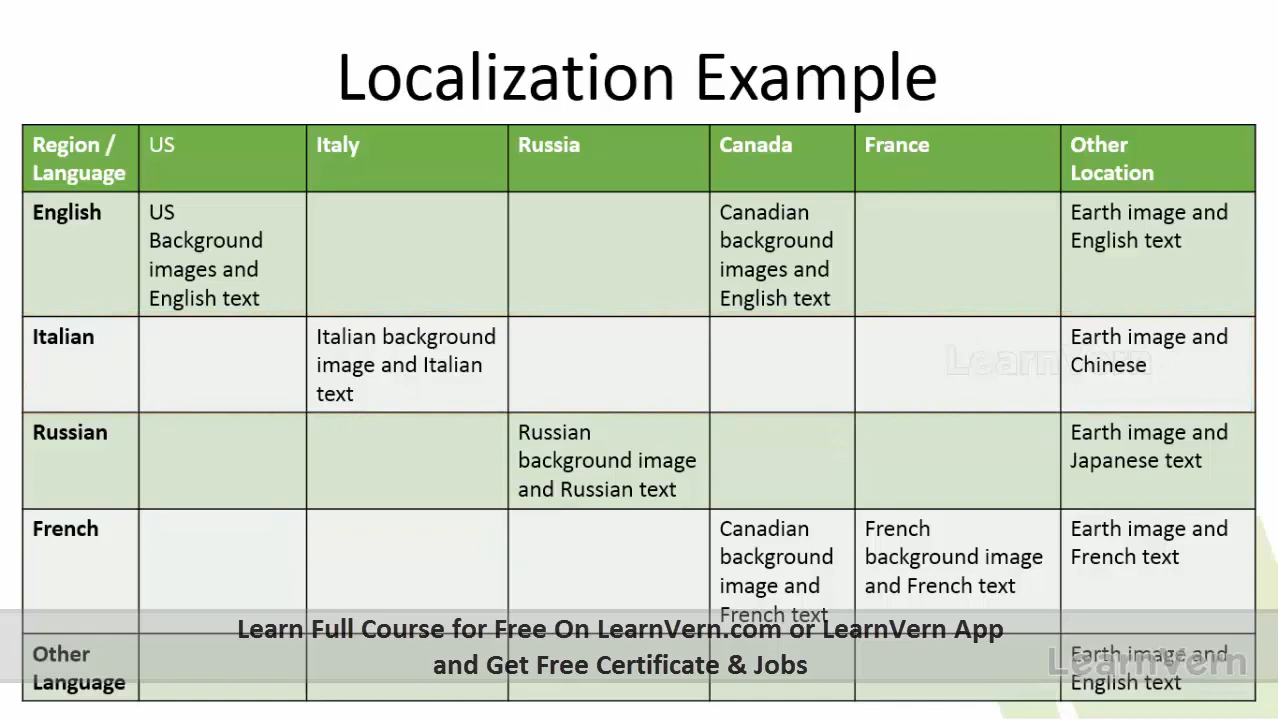 Localization Example
Region / US Italy Russia Canada France Other
Language Location
English US Canadian Earth image and
Background background English text
images and images and
English text English text
Italian Italian background Earth image and
image and Italian Chinese
text
LearnVern
Russian Russian Earth image and
background image Japanese text
and Russian text
French Canadian French Earth image and
background background image French text
image and and French text
French text
Learn Full Course for Free On LearnVern.com or LearnVern App
and Get Free Certificate & Jobs
Other Earth image and
Language English text
LearnVern